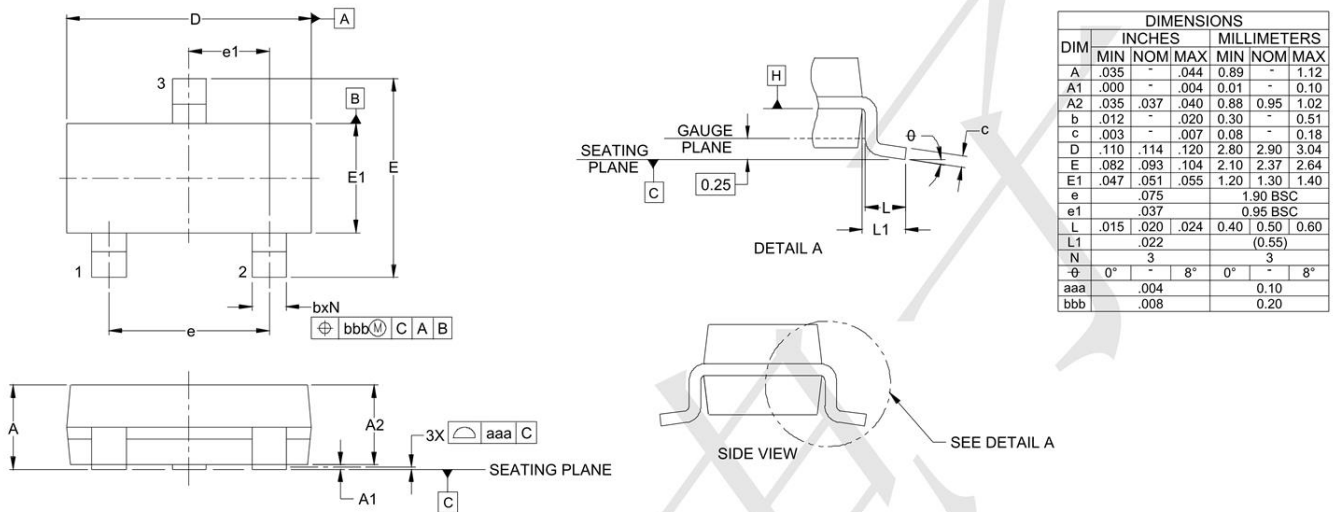 D
A
e1
3
B
E1
E
1
2
bxN
e
⌖ bbbⓂ C A B
A
A2
3X ⌓ aaa C
SEATING PLANE
A1
C
H
GAUGE
PLANE
SEATING
PLANE
C
0.25
θ
c
L
L1
DETAIL A
SIDE VIEW
SEE DETAIL A
DIMENSIONS
DIM INCHES MILLIMETERS
MIN NOM MAX MIN NOM MAX
A .035 - .044 0.89 - 1.12
A1 .000 - .004 0.01 - 0.10
A2 .035 .037 .040 0.88 0.95 1.02
b .012 - .020 0.30 - 0.51
c .003 - .007 0.08 - 0.18
D .110 .114 .120 2.80 2.90 3.04
E .082 .093 .104 2.10 2.37 2.64
E1 .047 .051 .055 1.20 1.30 1.40
e .075 1.90 BSC
e1 .037 0.95 BSC
L .015 .020 .024 0.40 0.50 0.60
L1 .022 (0.55)
N 3 3
θ 0° - 8° 0° - 8°
aaa .004 0.10
bbb .008 0.20